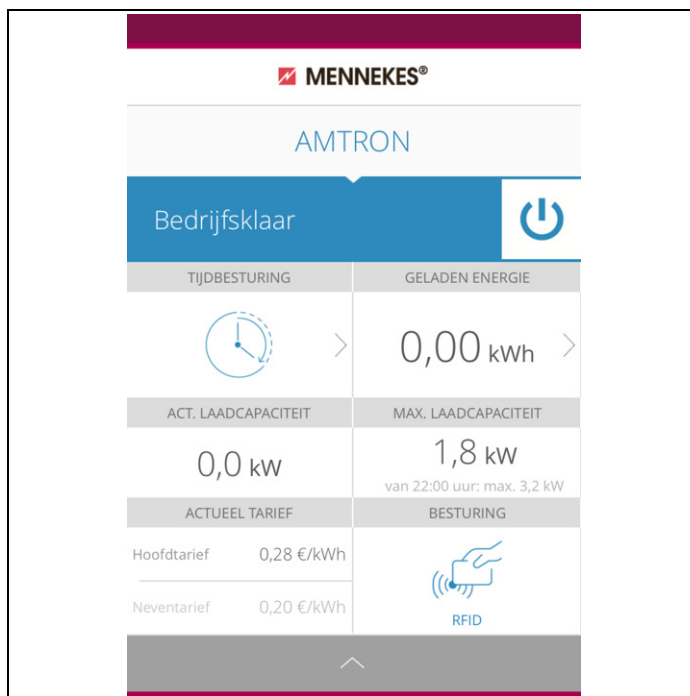 MENNEKES®
AMTRON
Bedrijfsklaar
TIJDBESTURING
GELADEN ENERGIE
0,00 kWh
ACT. LAADCAPACITEIT
MAX. LAADCAPACITEIT
0,0 kW
1,8 kW
van 22:00 uur: max. 3,2 kW
ACTUEEL TARIEF
BESTURING
Hoofdtarief 0,28 €/kWh
Neventarief 0,20 €/kWh
RFID